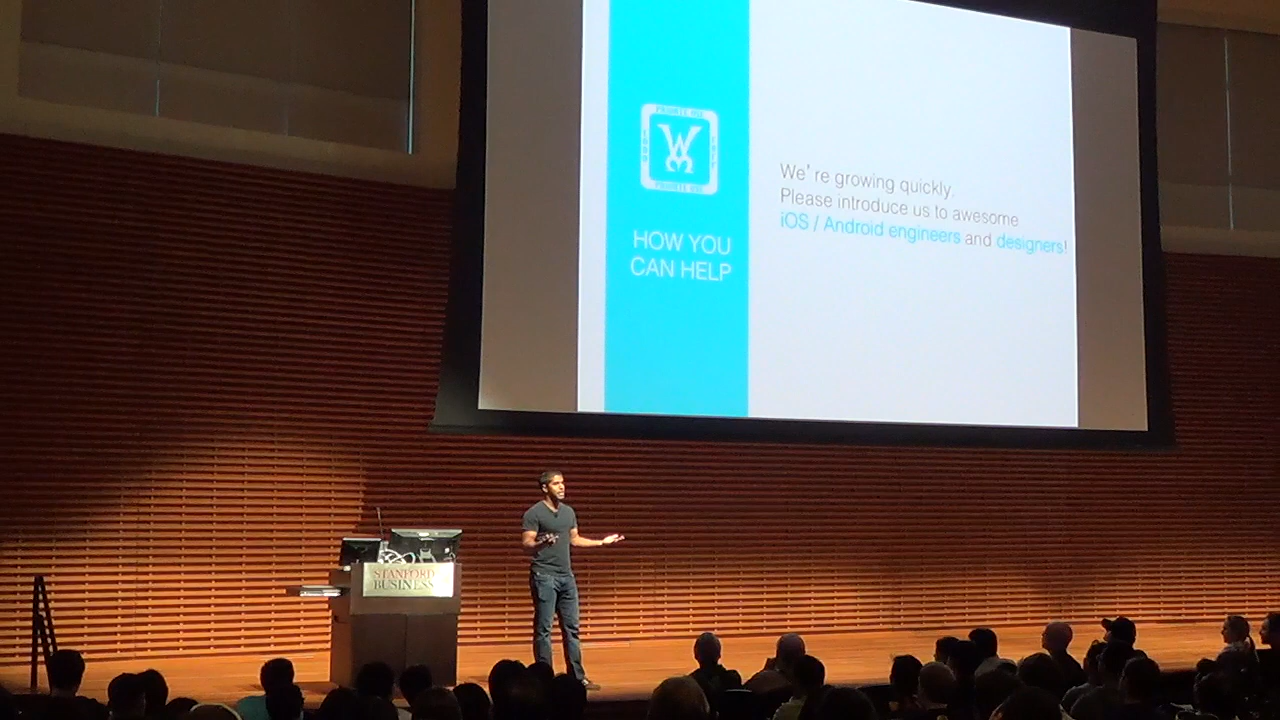 HOW YOU
CAN HELP
We're growing quickly.
Please introduce us to awesome
iOS / Android engineers and designers!
STANFORD
BUSINESS